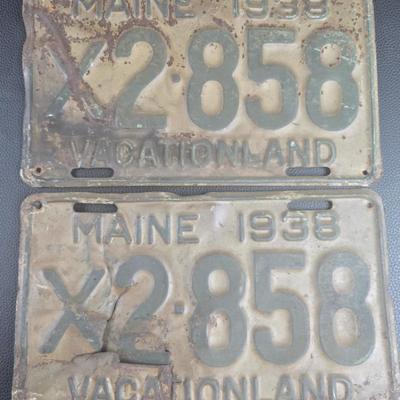 MAINE 1938
X2·858
VACATIONLAND
MAINE 1938
X2·858
VACATIONLAND